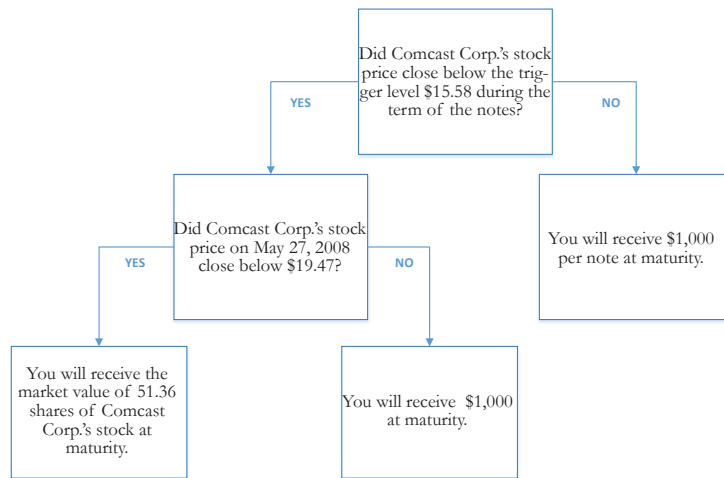 Did Comcast Corp.'s stock
price close below the trig-
ger level $15.58 during the
term of the notes?
YES
NO
Did Comcast Corp.'s stock
price on May 27, 2008
close below $19.47?
You will receive $1,000
per note at maturity.
YES
NO
You will receive the
market value of 51.36
shares of Comcast
Corp.'s stock at
maturity.
You will receive $1,000
at maturity.